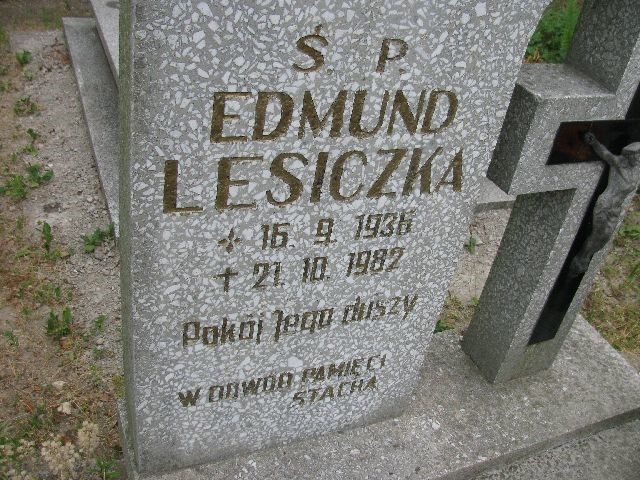 Ś. P.
EDMUND
LESICZKA
16. 9. 1936
† 21. 10. 1982
Pokój Jego duszy
W DOWÓD PAMIĘCI
STACHA